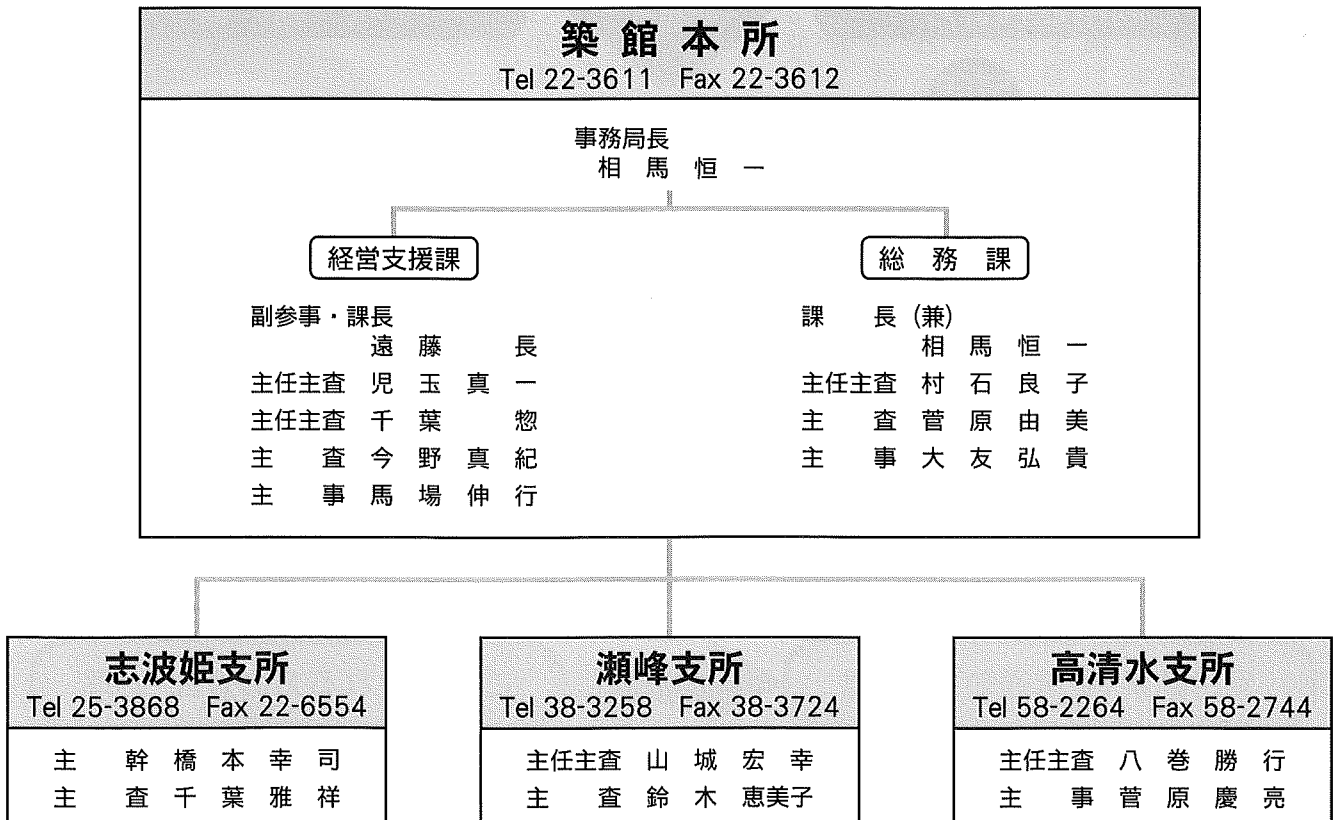 築館本所
Tel 22-3611 Fax 22-3612
事務局長
相馬恒一
経営支援課
副参事・課長
遠藤長
主任主査 児玉真一
主任主査 千葉惣
主査 今野真紀
主事 馬場伸行
総務課
課長(兼)
相馬恒一
主任主査 村石良子
主査 菅原由美
主事 大友弘貴
志波姫支所
Tel 25-3868 Fax 22-6554
主幹 橋本幸司
主査 千葉雅祥
瀬峰支所
Tel 38-3258 Fax 38-3724
主任主査 山城宏幸
主査 鈴木恵美子
高清水支所
Tel 58-2264 Fax 58-2744
主任主査 八巻勝行
主事 菅原慶亮